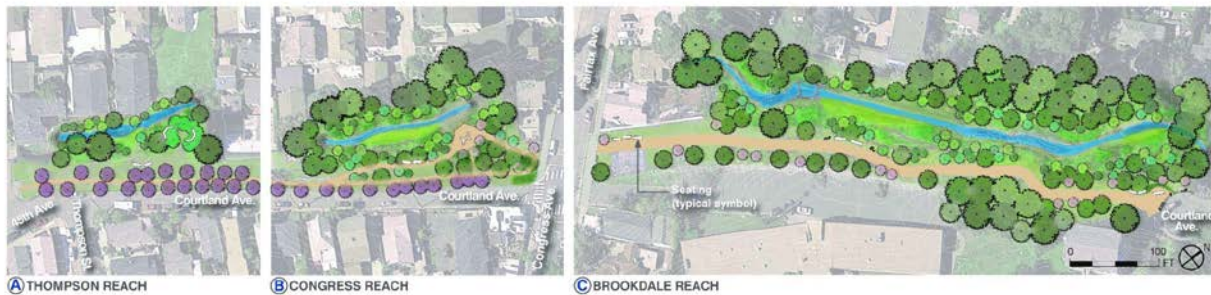 45th Ave.
Thompson St.
Courtland Ave.
A THOMPSON REACH
Courtland Ave.
Congress Ave.
B CONGRESS REACH
Fairfax Ave.
Seating
(typical symbol)
Courtland
Ave.
0 100
FT
N
C BROOKDALE REACH